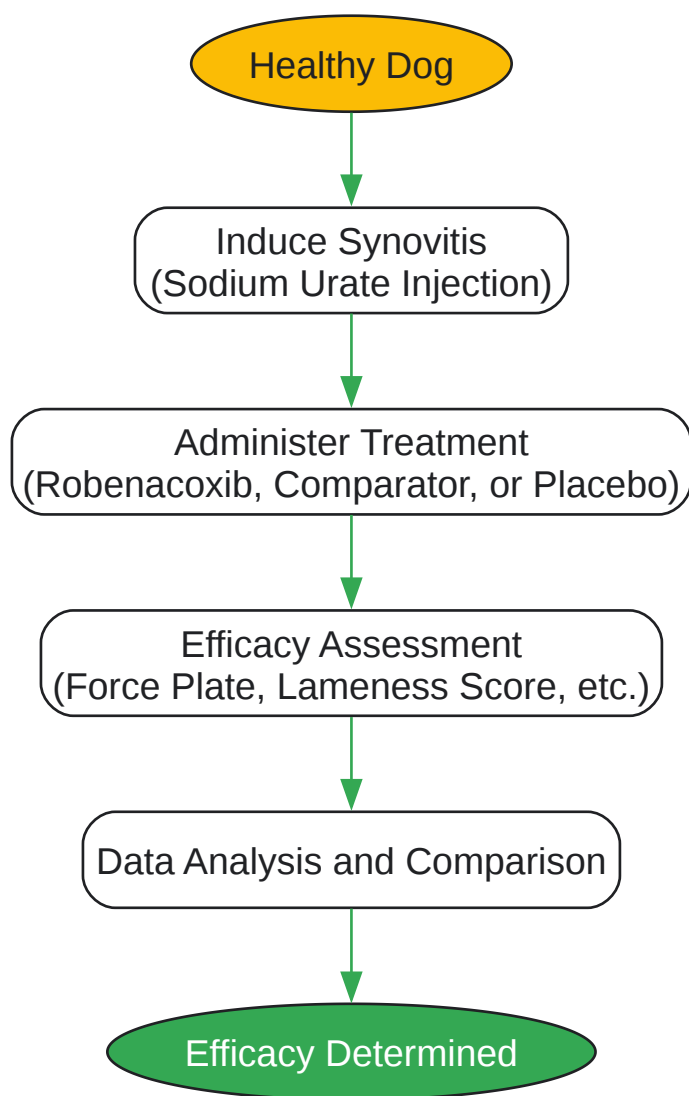 Healthy Dog
Induce Synovitis
(Sodium Urate Injection)
Administer Treatment
(Robenacoxib, Comparator, or Placebo)
Efficacy Assessment
(Force Plate, Lameness Score, etc.)
Data Analysis and Comparison
Efficacy Determined